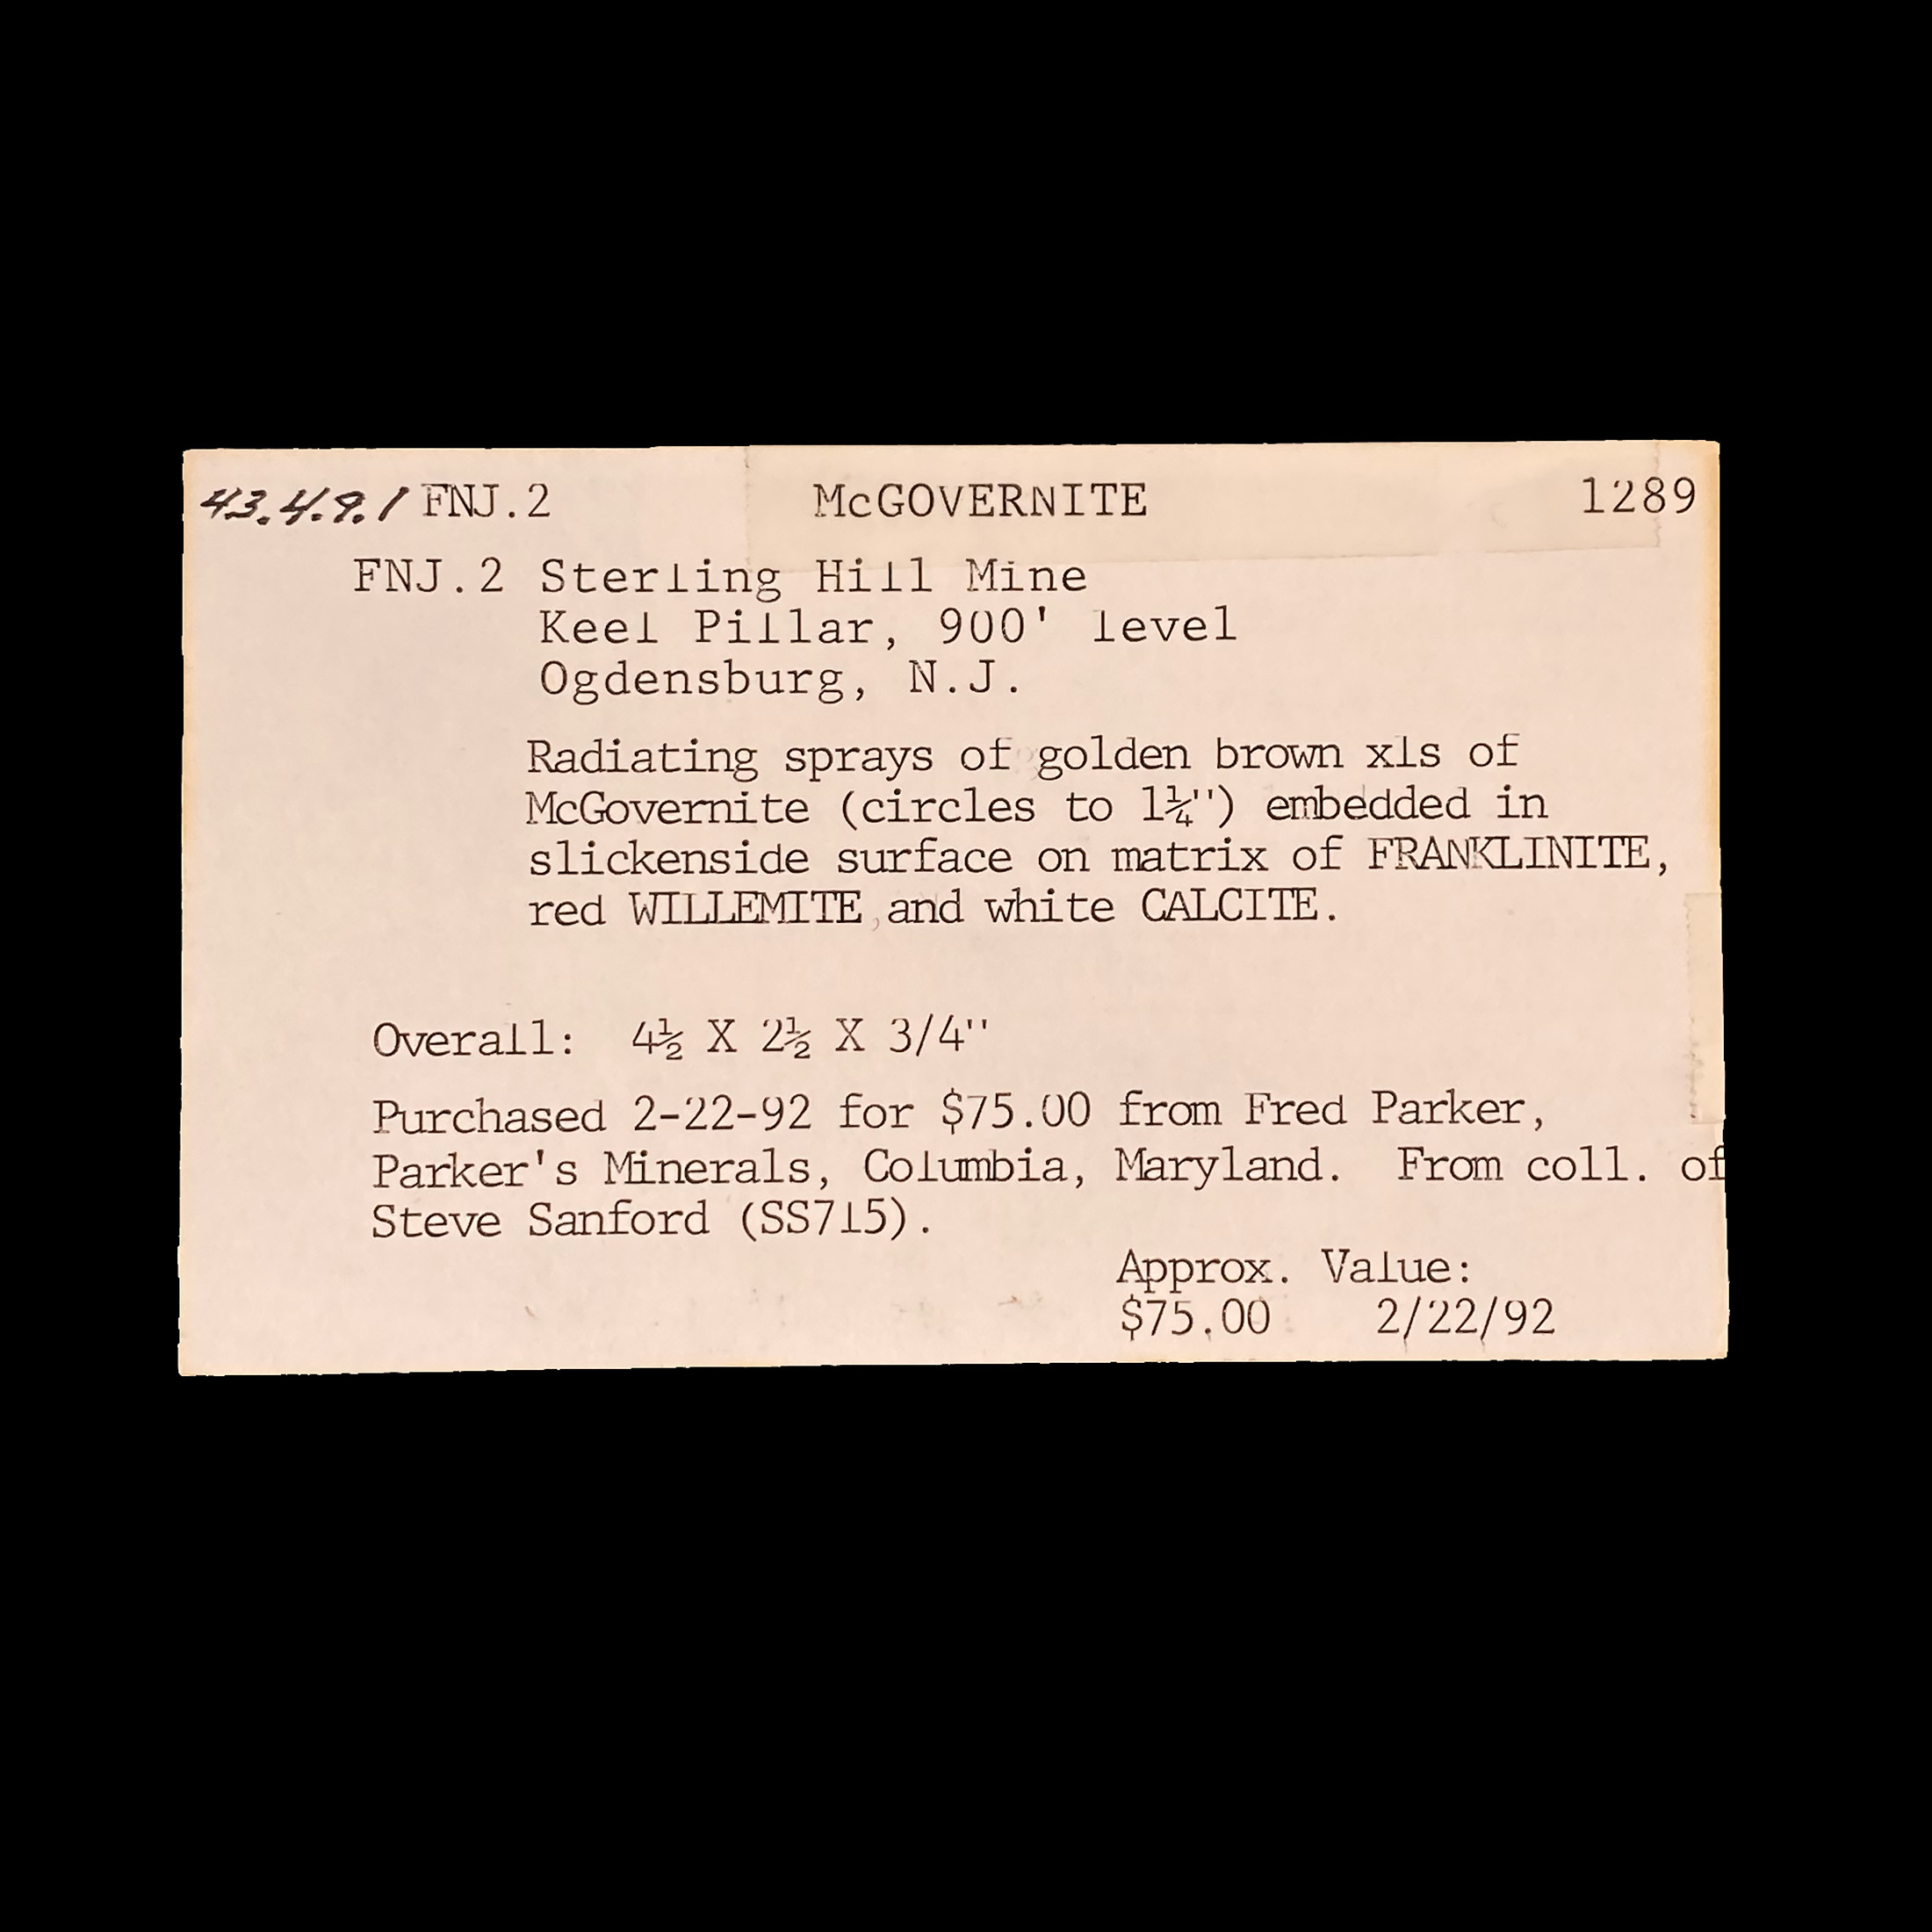 43.4.9.1 FNJ.2 McGOVERNITE 1289
FNJ.2 Sterling Hill Mine
Keel Pillar, 900' level
Ogdensburg, N.J.
Radiating sprays of golden brown xls of
McGovernite (circles to 1¼") embedded in
slickenside surface on matrix of FRANKLINITE,
red WILLEMITE, and white CALCITE.
Overall: 4½ X 2½ X 3/4"
Purchased 2-22-92 for $75.00 from Fred Parker,
Parker's Minerals, Columbia, Maryland. From coll. of
Steve Sanford (SS715).
Approx. Value:
$75.00 2/22/92